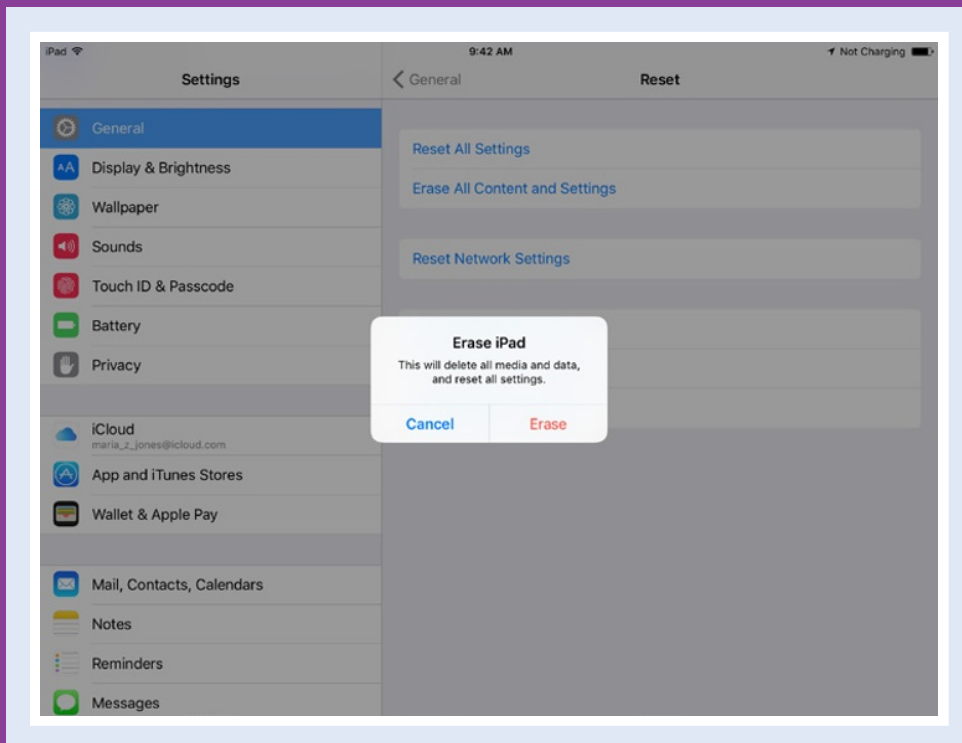 iPad
9:42 AM
Not Charging
Settings
General
Reset
General
Display & Brightness
Wallpaper
Sounds
Touch ID & Passcode
Battery
Privacy
iCloud
maria_z_jones@icloud.com
App and iTunes Stores
Wallet & Apple Pay
Mail, Contacts, Calendars
Notes
Reminders
Messages
Reset All Settings
Erase All Content and Settings
Reset Network Settings
Erase iPad
This will delete all media and data,
and reset all settings.
Cancel
Erase